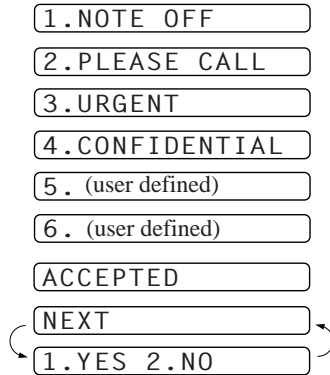 1.NOTE OFF
2.PLEASE CALL
3.URGENT
4.CONFIDENTIAL
5. (user defined)
6. (user defined)
ACCEPTED
NEXT
1.YES 2.NO